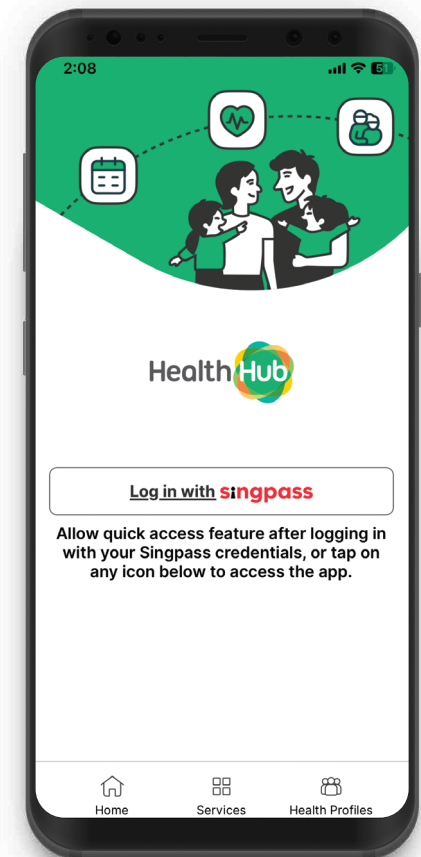 2:08
51
HealthHub
Log in with singpass
Allow quick access feature after logging in
with your Singpass credentials, or tap on
any icon below to access the app.
Home Services Health Profiles